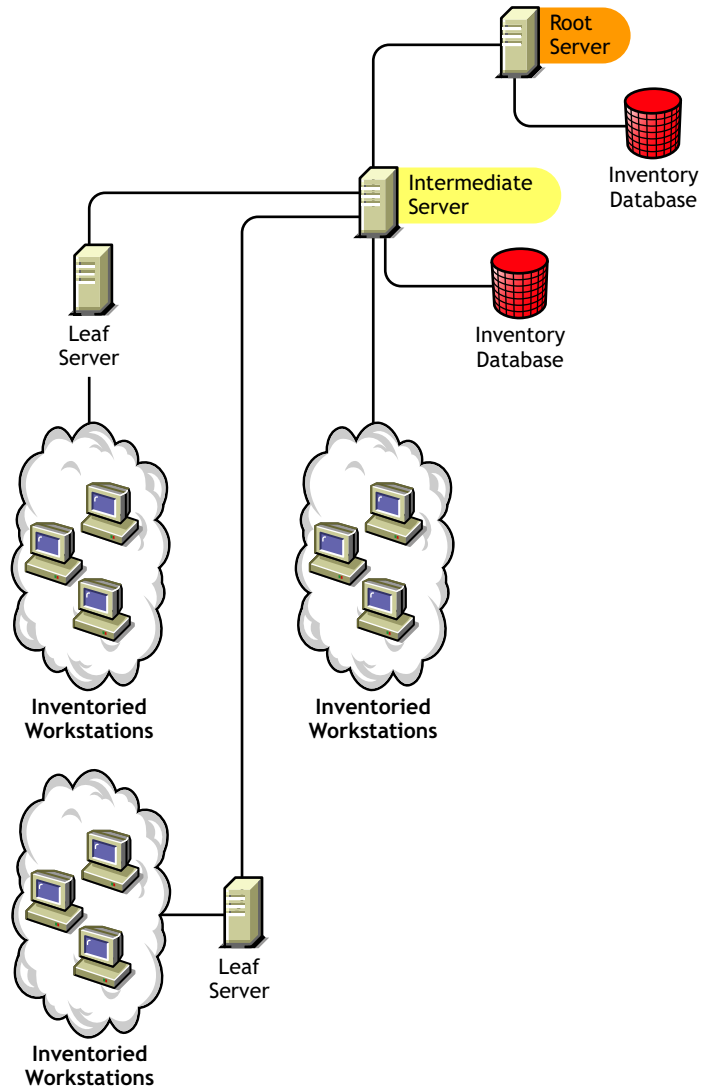 Root
Server
Inventory
Database
Intermediate
Server
Inventory
Database
Leaf
Server
Inventoried
Workstations
Inventoried
Workstations
Leaf
Server
Inventoried
Workstations